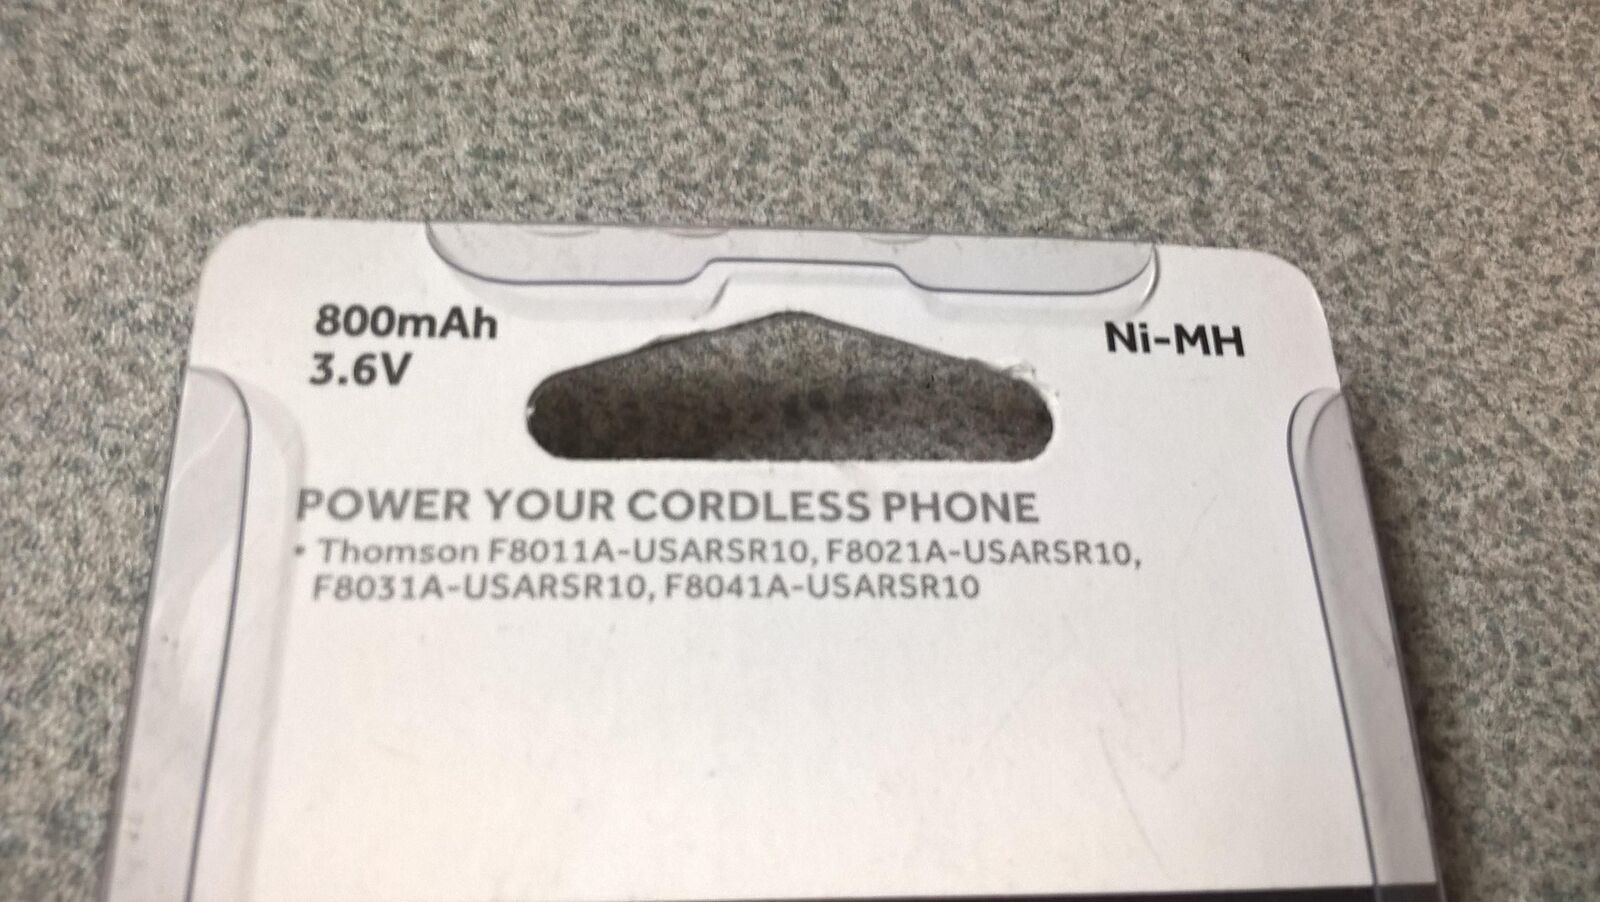 800mAh
3.6V
Ni-MH
POWER YOUR CORDLESS PHONE
• Thomson F8011A-USARSR10, F8021A-USARSR10,
F8031A-USARSR10, F8041A-USARSR10